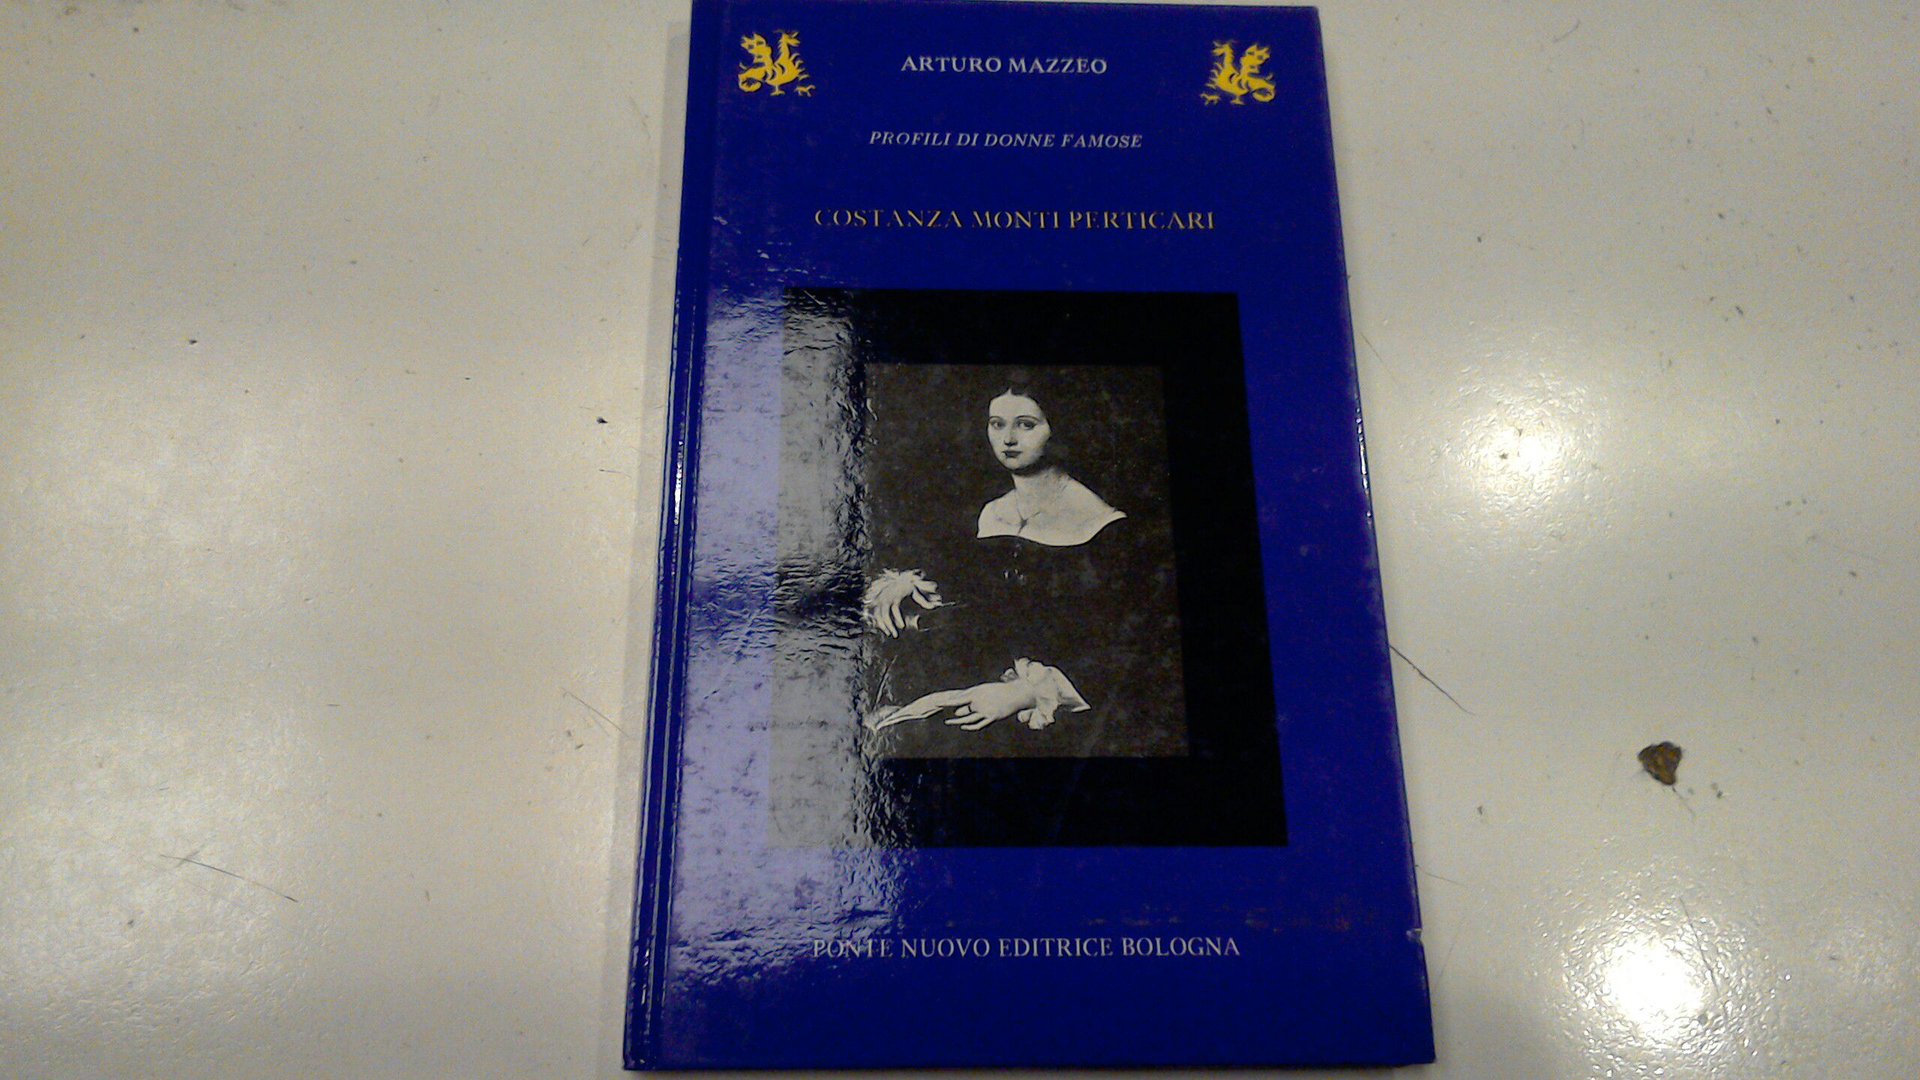 ARTURO MAZZEO
PROFILI DI DONNE FAMOSE
COSTANZA MONTI PERTICARI
PONTE NUOVO EDITRICE BOLOGNA